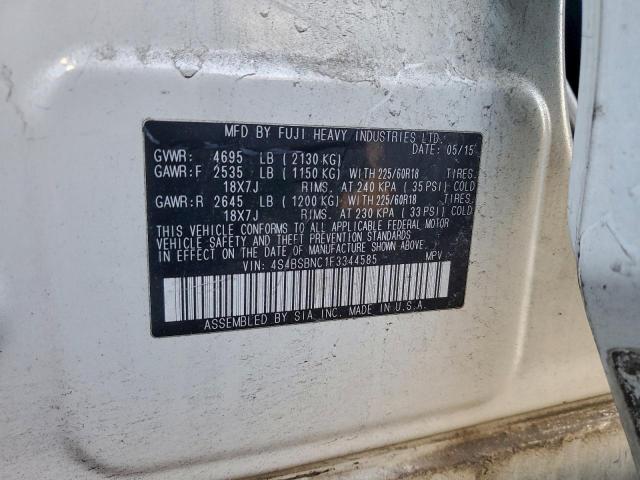 MFD BY FUJI HEAVY INDUSTRIES LTD.
DATE: 05/15
GVWR: 4695 LB (2130 KG)
GAWR:F 2535 LB (1150 KG) WITH 225/60R18 TIRES
18X7J RIMS. AT 240 KPA (35 PSI) COLD
GAWR:R 2645 LB (1200 KG) WITH 225/60R18 TIRES
18X7J RIMS. AT 230 KPA (33 PSI) COLD
THIS VEHICLE CONFORMS TO ALL APPLICABLE FEDERAL MOTOR
VEHICLE SAFETY AND THEFT PREVENTION STANDARDS
IN EFFECT ON THE DATE OF MANUFACTURE SHOWN ABOVE.
VIN: 4S4BSBNC1F3344585 MPV
ASSEMBLED BY SIA INC. MADE IN U.S.A.